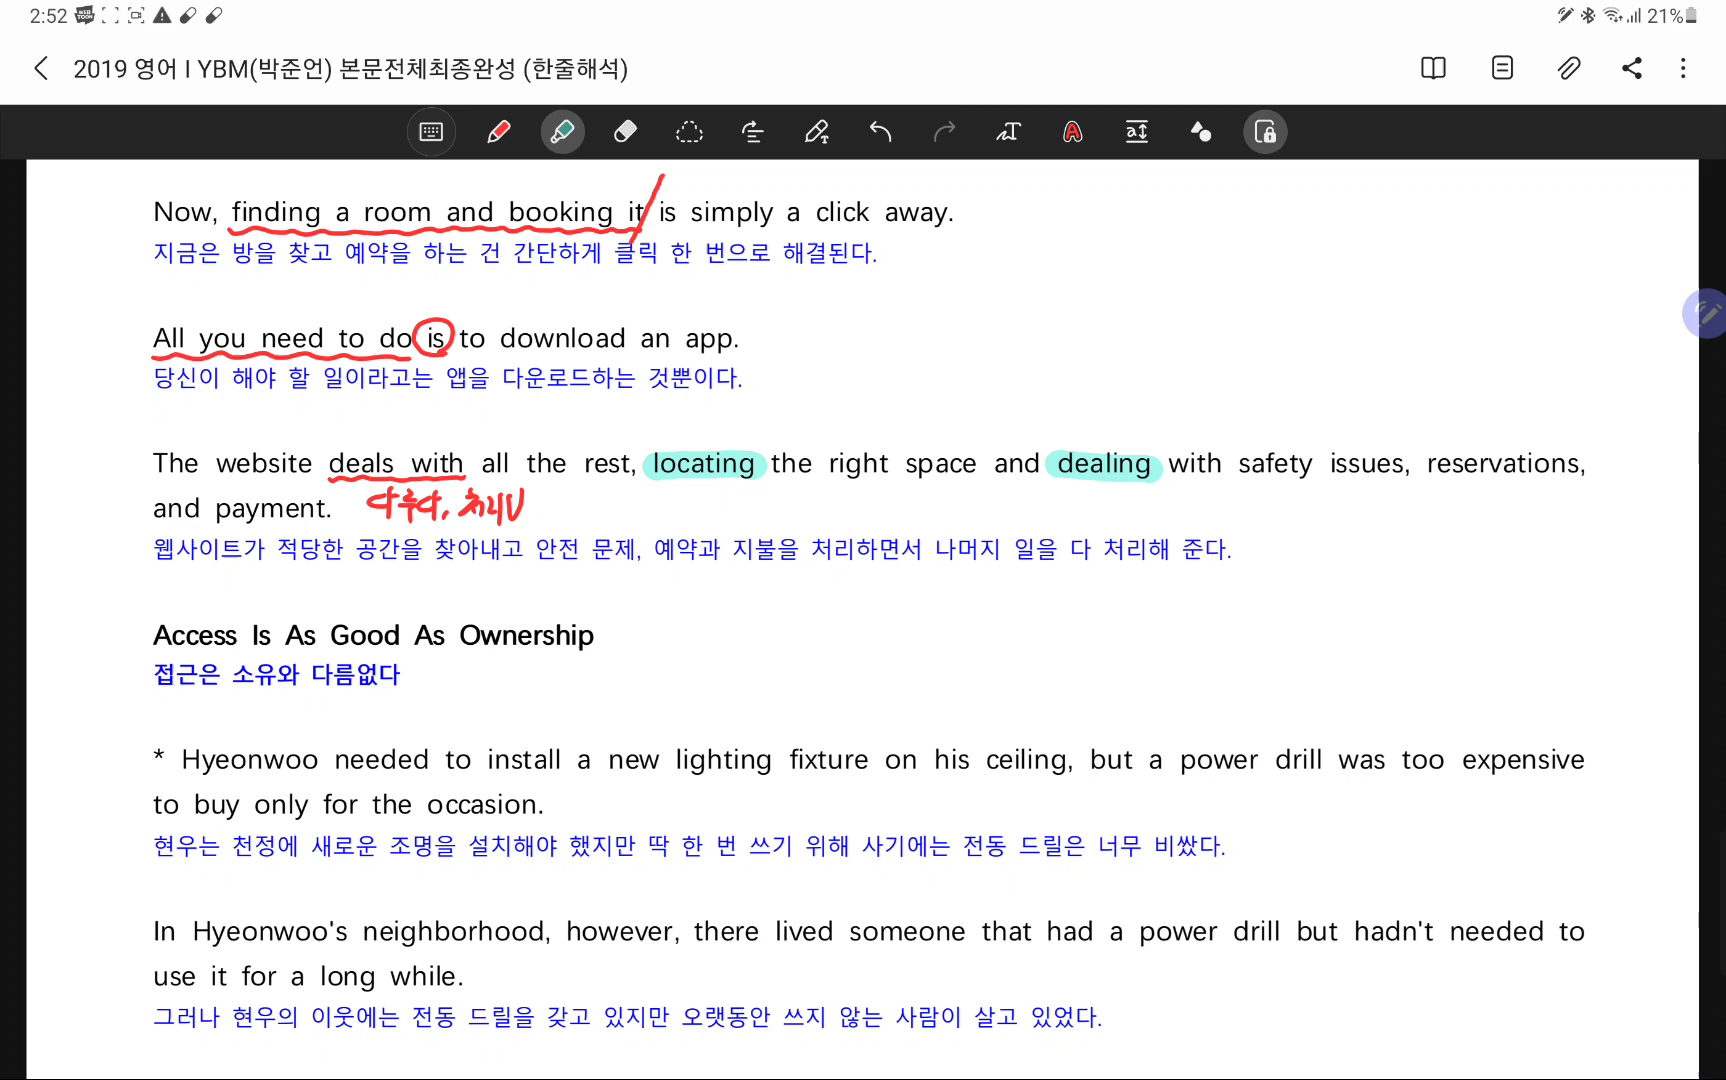 2:52
21%
2019 영어 I YBM(박준언) 본문전체최종완성 (한줄해석)
Now, finding a room and booking it is simply a click away.
지금은 방을 찾고 예약을 하는 건 간단하게 클릭 한 번으로 해결된다.
All you need to do is to download an app.
당신이 해야 할 일이라고는 앱을 다운로드하는 것뿐이다.
The website deals with all the rest, locating the right space and dealing with safety issues, reservations,
and payment. 다루다, 처리
웹사이트가 적당한 공간을 찾아내고 안전 문제, 예약과 지불을 처리하면서 나머지 일을 다 처리해 준다.
Access Is As Good As Ownership
접근은 소유와 다름없다
* Hyeonwoo needed to install a new lighting fixture on his ceiling, but a power drill was too expensive
to buy only for the occasion.
현우는 천정에 새로운 조명을 설치해야 했지만 딱 한 번 쓰기 위해 사기에는 전동 드릴은 너무 비쌌다.
In Hyeonwoo's neighborhood, however, there lived someone that had a power drill but hadn't needed to
use it for a long while.
그러나 현우의 이웃에는 전동 드릴을 갖고 있지만 오랫동안 쓰지 않는 사람이 살고 있었다.